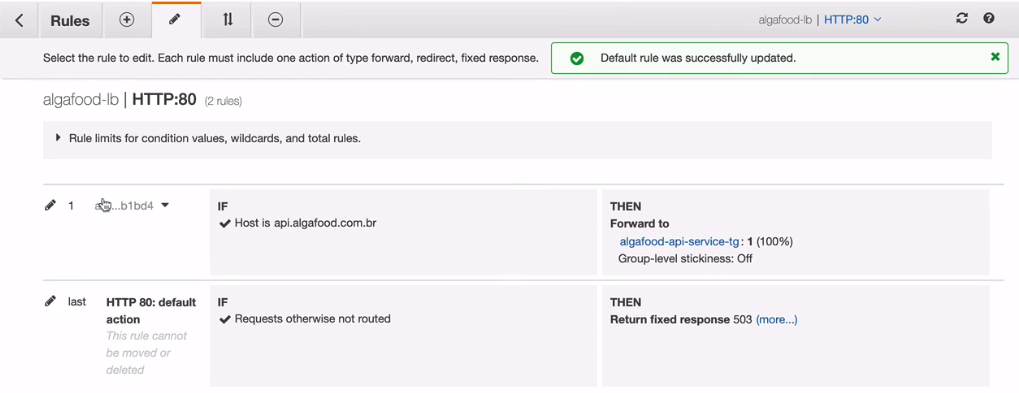 Rules
algafood-lb | HTTP:80
Select the rule to edit. Each rule must include one action of type forward, redirect, fixed response.
Default rule was successfully updated.
algafood-lb | HTTP:80 (2 rules)
Rule limits for condition values, wildcards, and total rules.
1
...b1bd4
IF
Host is api.algafood.com.br
THEN
Forward to
algafood-api-service-tg: 1 (100%)
Group-level stickiness: Off
last
HTTP 80: default
action
This rule cannot
be moved or
deleted
IF
Requests otherwise not routed
THEN
Return fixed response 503 (more...)